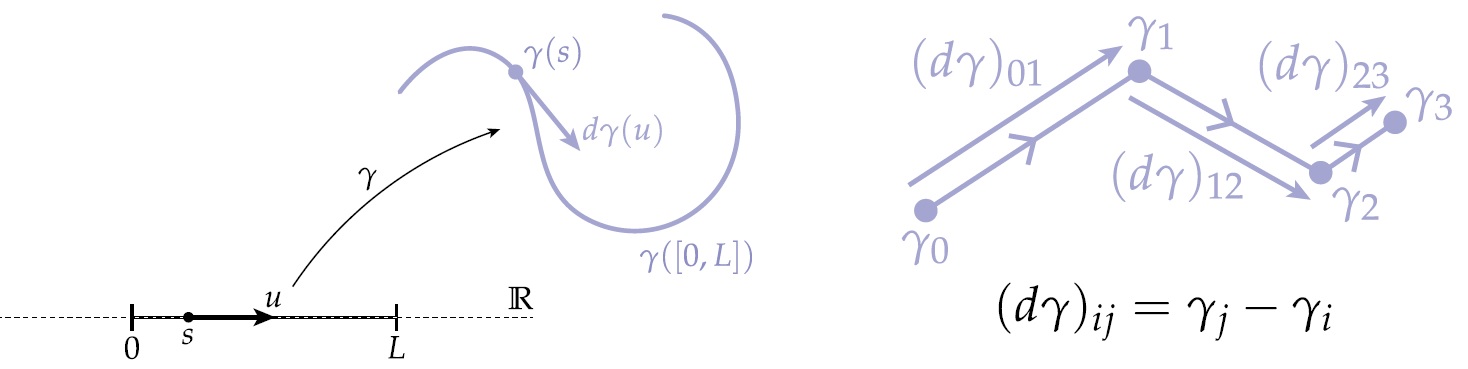 γ(s)
dγ(u)
γ
γ([0, L])
u
ℝ
0
s
L
(dγ)₀₁
γ₁
(dγ)₂₃
γ₃
(dγ)₁₂
γ₂
γ₀
(dγ)ᵢⱼ = γⱼ − γᵢ